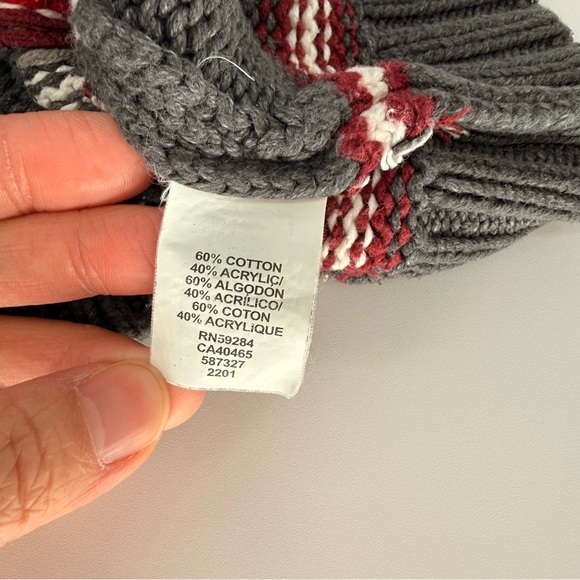 60% COTTON
40% ACRYLIC/
60% ALGODON
40% ACRILICO/
60% COTON
40% ACRYLIQUE
RN59284
CA40465
587327
2201